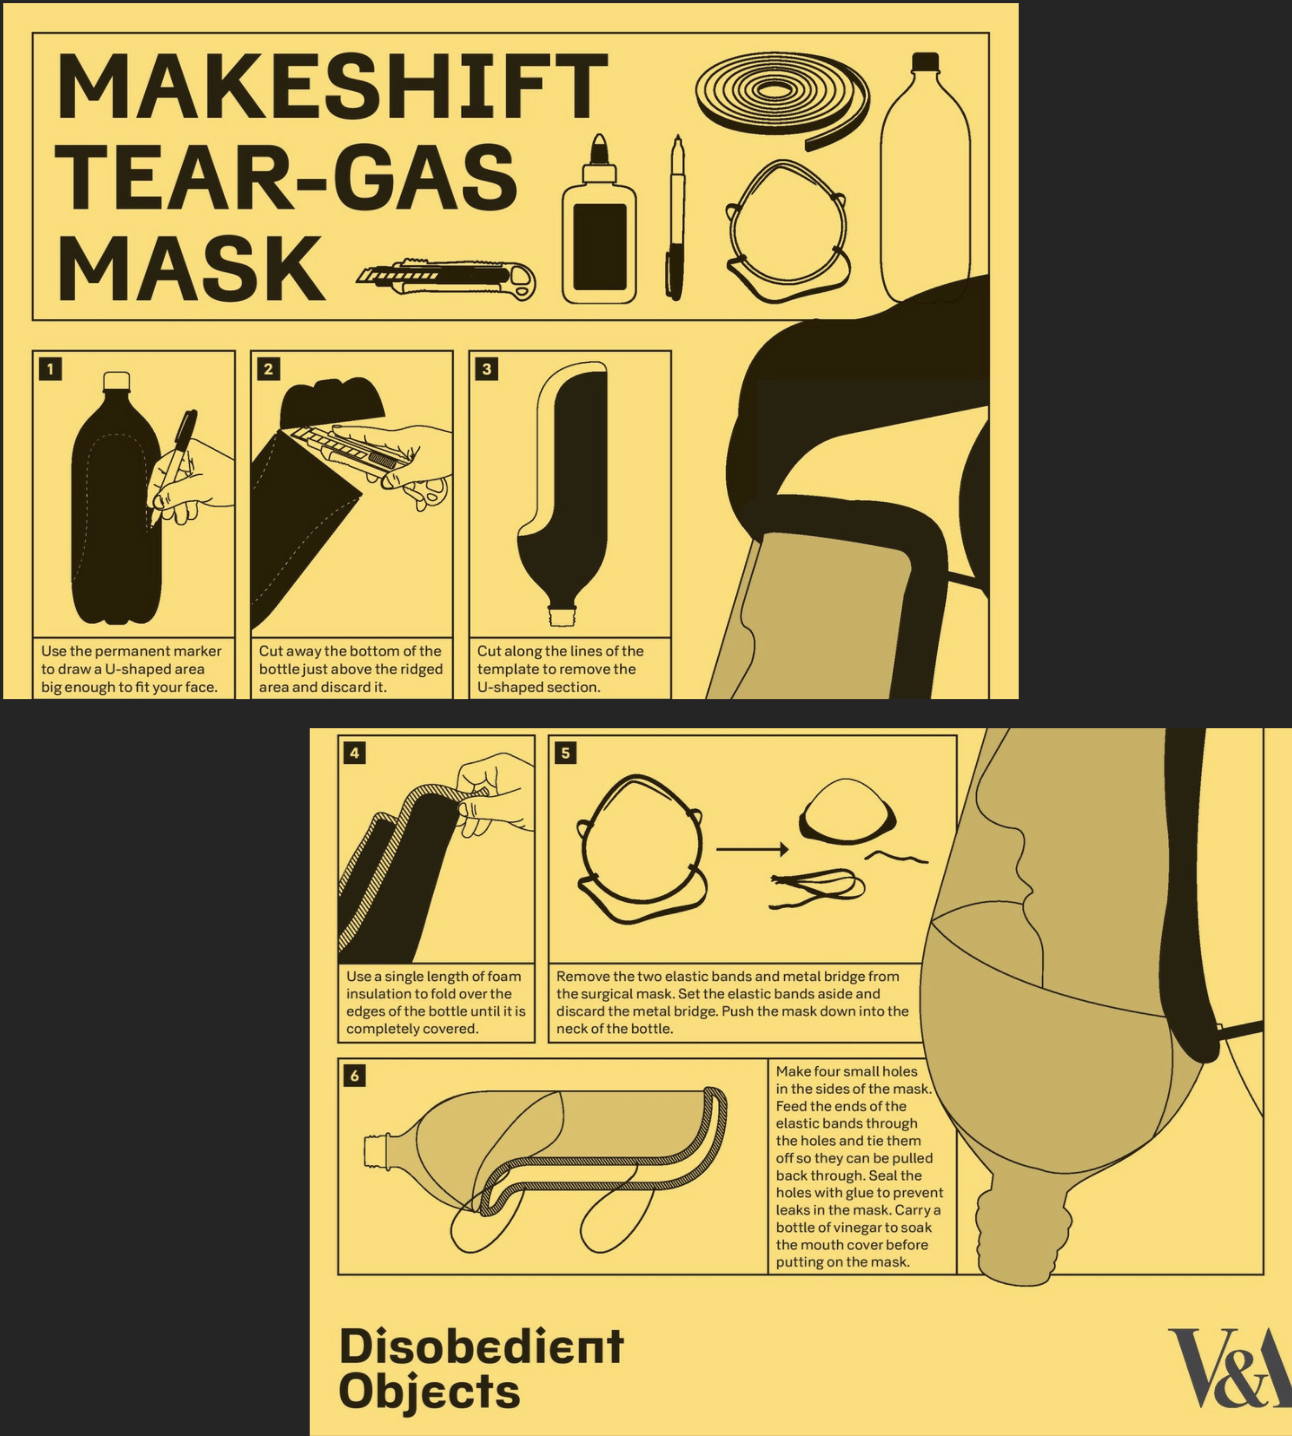 MAKESHIFT
TEAR-GAS
MASK
1
Use the permanent marker
to draw a U-shaped area
big enough to fit your face.
2
Cut away the bottom of the
bottle just above the ridged
area and discard it.
3
Cut along the lines of the
template to remove the
U-shaped section.
4
Use a single length of foam
insulation to fold over the
edges of the bottle until it is
completely covered.
5
Remove the two elastic bands and metal bridge from
the surgical mask. Set the elastic bands aside and
discard the metal bridge. Push the mask down into the
neck of the bottle.
6
Make four small holes
in the sides of the mask.
Feed the ends of the
elastic bands through
the holes and tie them
off so they can be pulled
back through. Seal the
holes with glue to prevent
leaks in the mask. Carry a
bottle of vinegar to soak
the mouth cover before
putting on the mask.
Disobedient
Objects
V&A